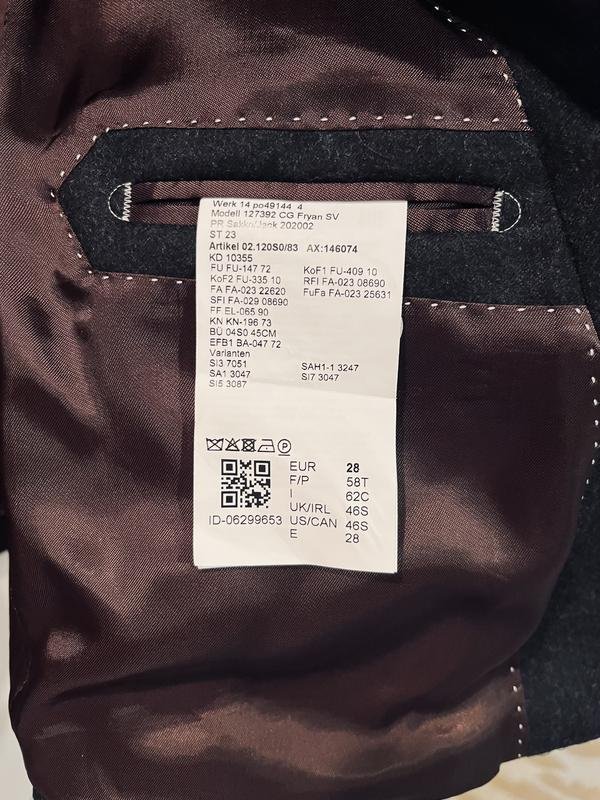 Werk 14 po49144 4
Modell 127392 CG Fryan SV
PR Sakko/Jack 202002
ST 23
Artikel 02.120S0/83 AX:146074
KD 10355
FU FU-147 72 KoF1 FU-409 10
KoF2 FU-335 10 RFI FA-023 08690
FA FA-023 22620 FuFa FA-023 25631
SFI FA-029 08690
FF EL-065 90
KN KN-196 73
BÜ 04S0 45CM
EFB1 BA-047 72
Varianten
SI3 7051 SAH1-1 3247
SA1 3047 SI7 3047
SI5 3087
P
EUR 28
F/P 58T
I 62C
UK/IRL 46S
US/CAN 46S
E 28
ID-06299653